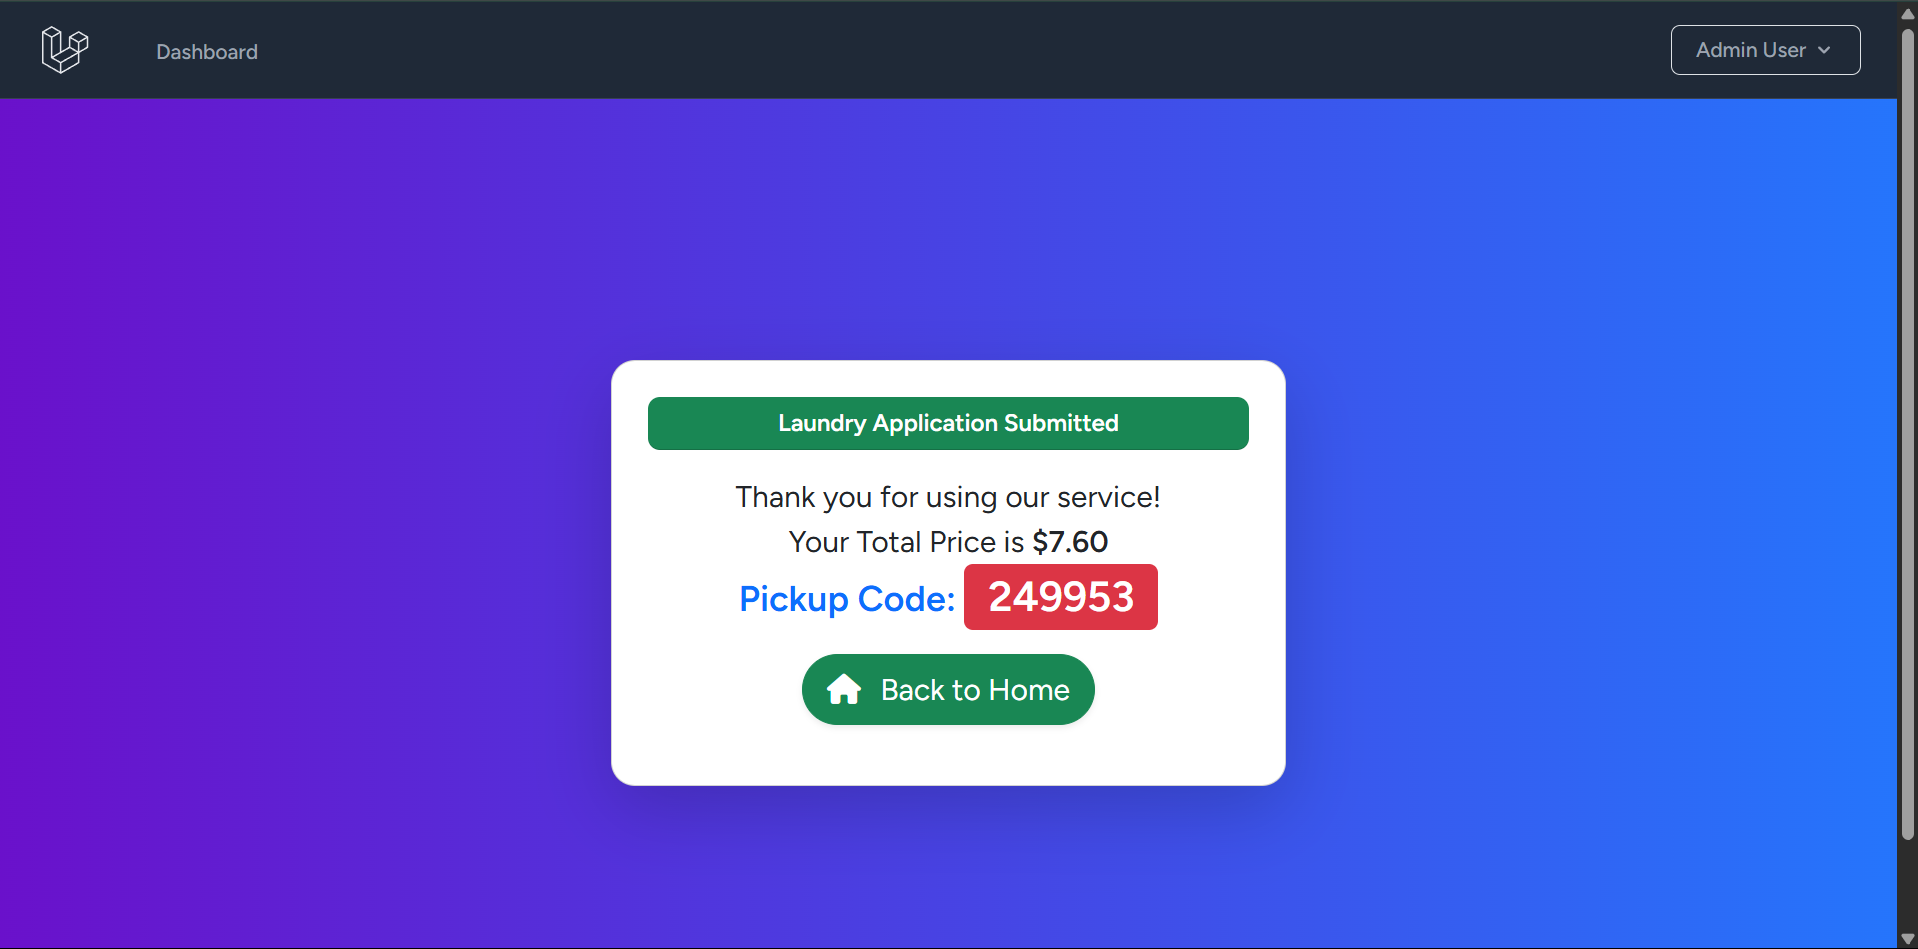 Dashboard
Admin User
Laundry Application Submitted
Thank you for using our service!
Your Total Price is $7.60
Pickup Code: 249953
Back to Home